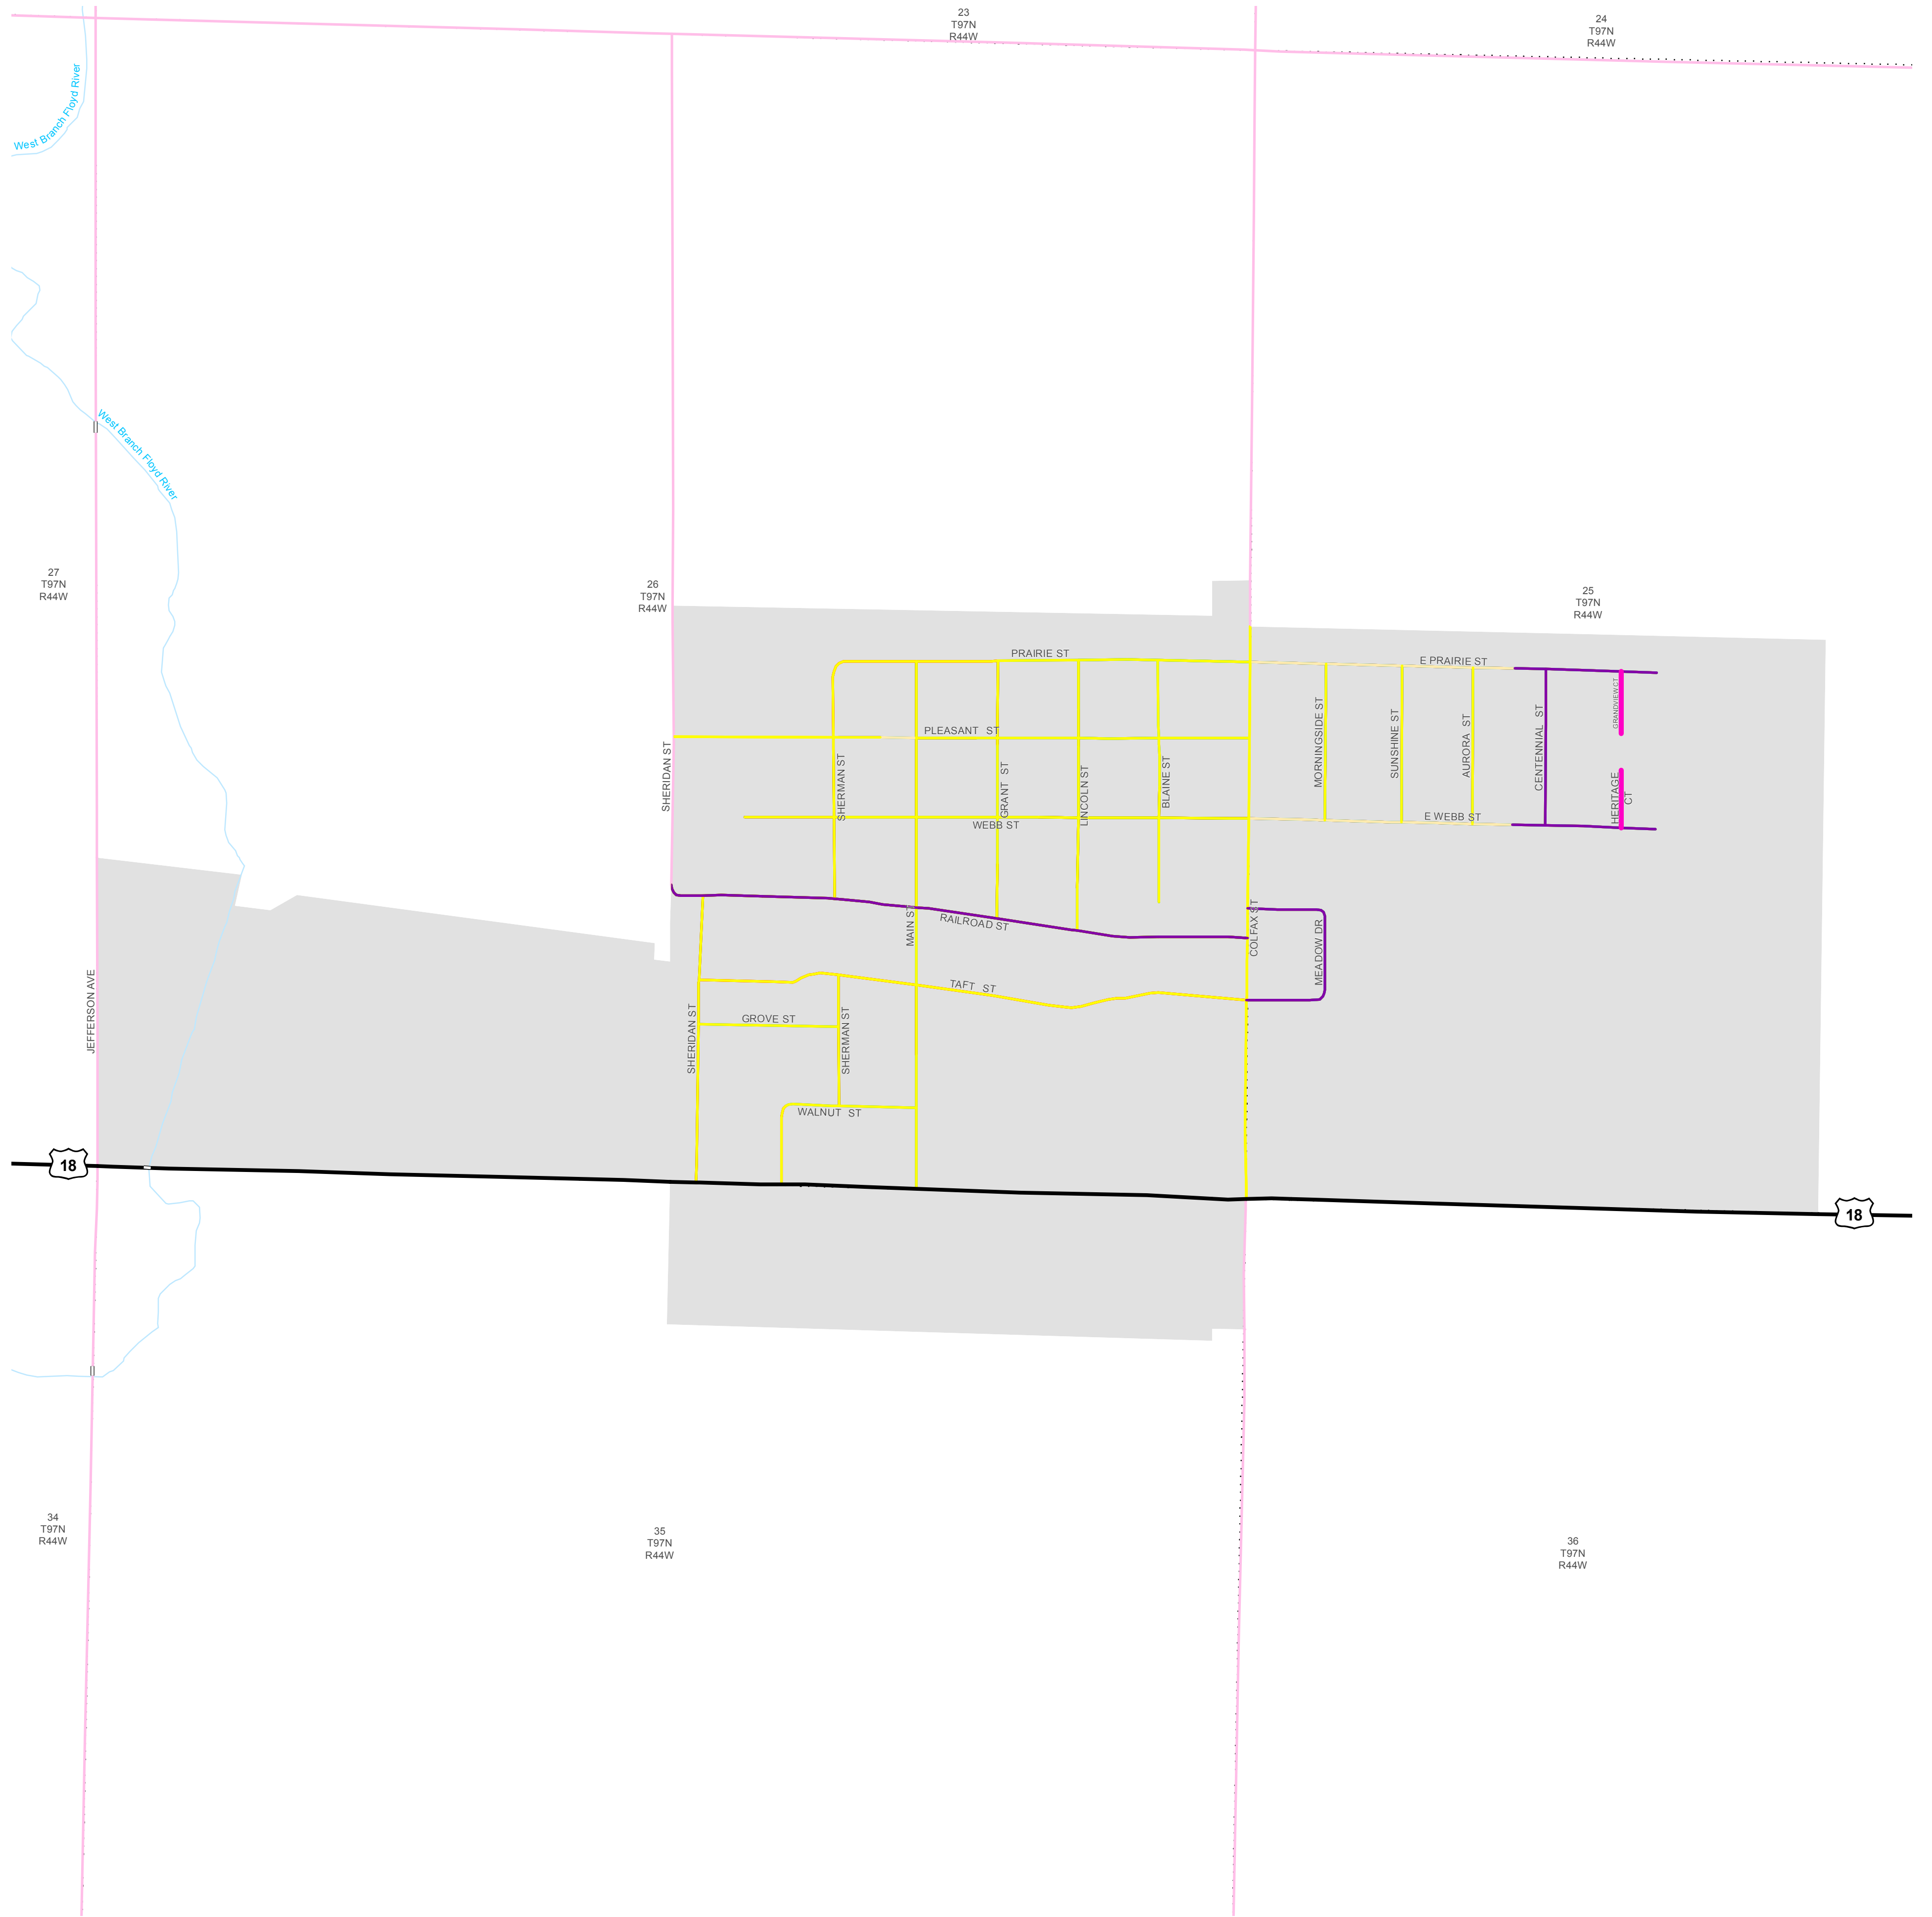 23
T97N
R44W
24
T97N
R44W
West Branch Floyd River
West Branch Floyd River
27
T97N
R44W
26
T97N
R44W
25
T97N
R44W
PRAIRIE ST
E PRAIRIE ST
GRANDVIEW CT
PLEASANT ST
SHERIDAN ST
SHERMAN ST
GRANT ST
LINCOLN ST
BLAINE ST
MORNINGSIDE ST
SUNSHINE ST
AURORA ST
CENTENNIAL ST
HERITAGE
CT
WEBB ST
E WEBB ST
MAIN ST
RAILROAD ST
COLFAX ST
MEADOW DR
JEFFERSON AVE
TAFT ST
SHERIDAN ST
GROVE ST
SHERMAN ST
WALNUT ST
18
18
34
T97N
R44W
35
T97N
R44W
36
T97N
R44W